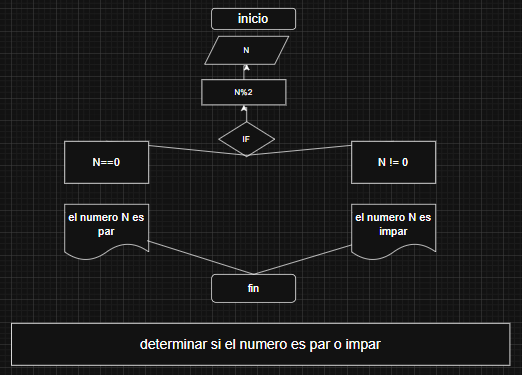 inicio
N
N%2
IF
N==0
N != 0
el numero N es
par
el numero N es
impar
fin
determinar si el numero es par o impar